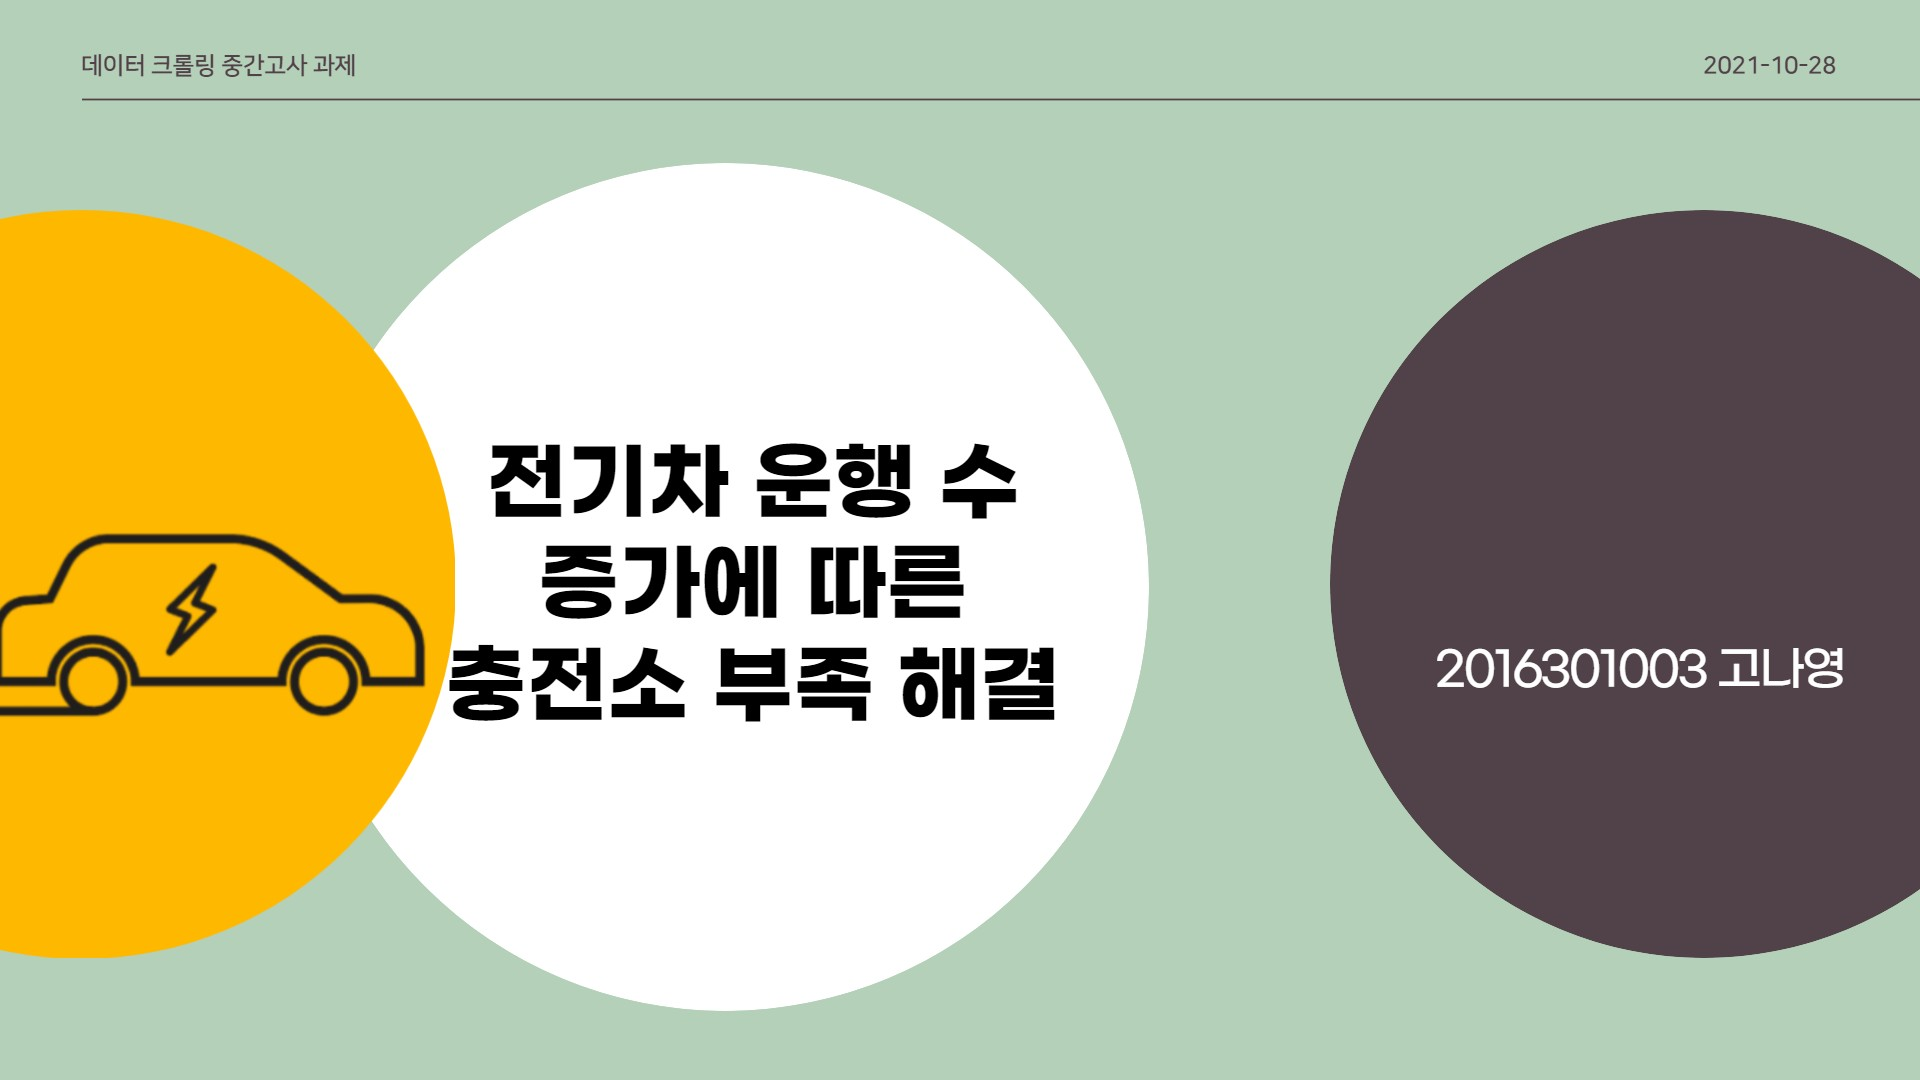 데이터 크롤링 중간고사 과제
2021-10-28
전기차 운행 수
증가에 따른
충전소 부족 해결
2016301003 고나영